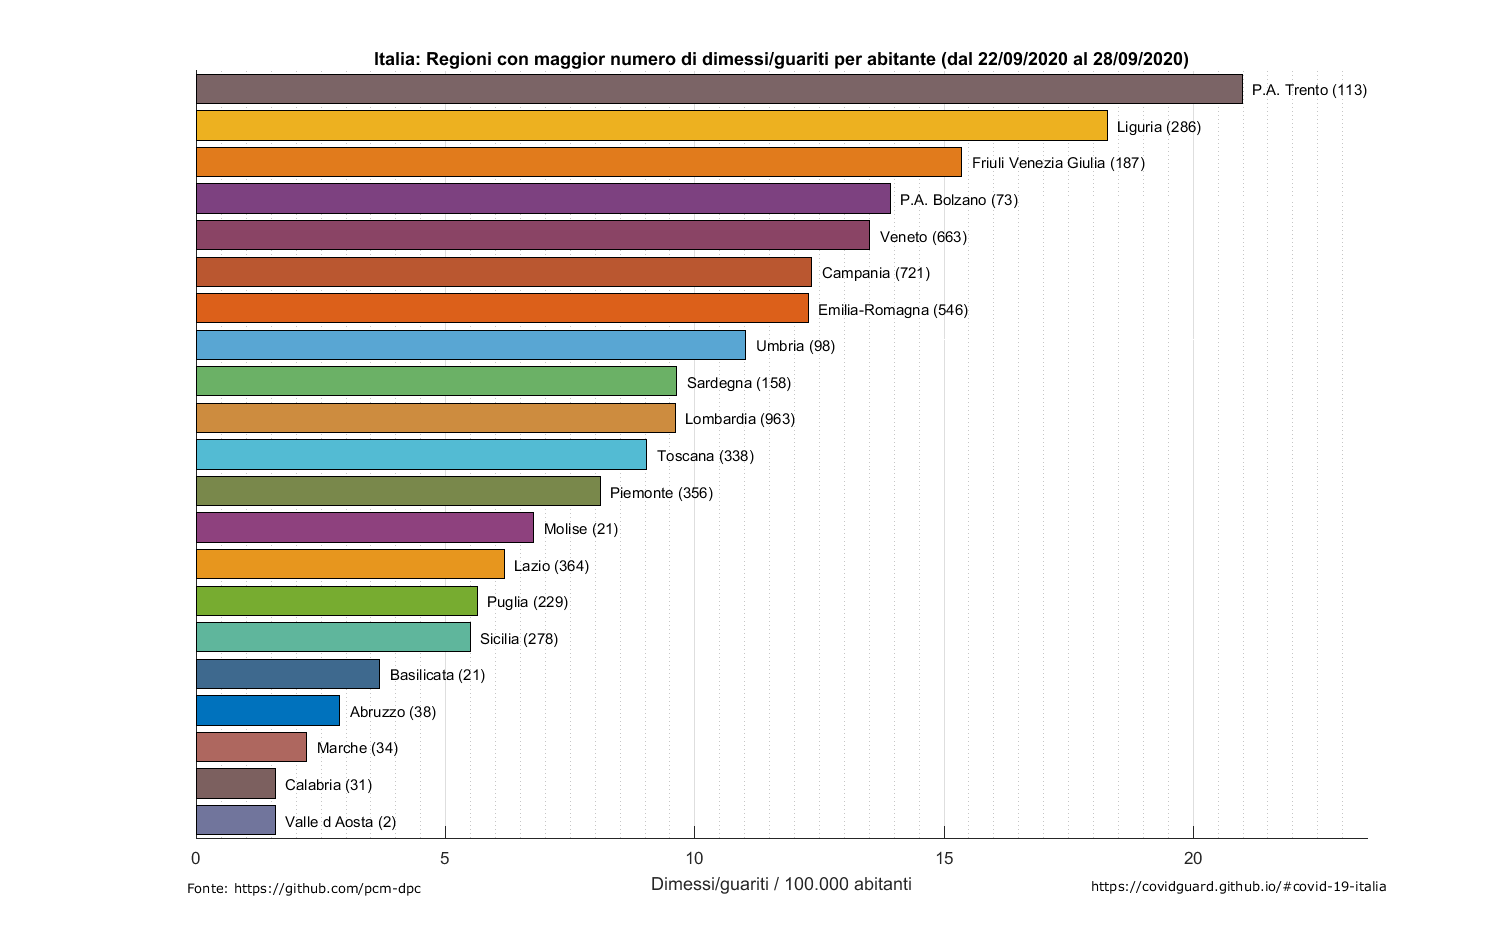 Italia: Regioni con maggior numero di dimessi/guariti per abitante (dal 22/09/2020 al 28/09/2020)
P.A. Trento (113)
Liguria (286)
Friuli Venezia Giulia (187)
P.A. Bolzano (73)
Veneto (663)
Campania (721)
Emilia-Romagna (546)
Umbria (98)
Sardegna (158)
Lombardia (963)
Toscana (338)
Piemonte (356)
Molise (21)
Lazio (364)
Puglia (229)
Sicilia (278)
Basilicata (21)
Abruzzo (38)
Marche (34)
Calabria (31)
Valle d Aosta (2)
0 5 10 15 20
Dimessi/guariti / 100.000 abitanti
Fonte: https://github.com/pcm-dpc
https://covidguard.github.io/#covid-19-italia